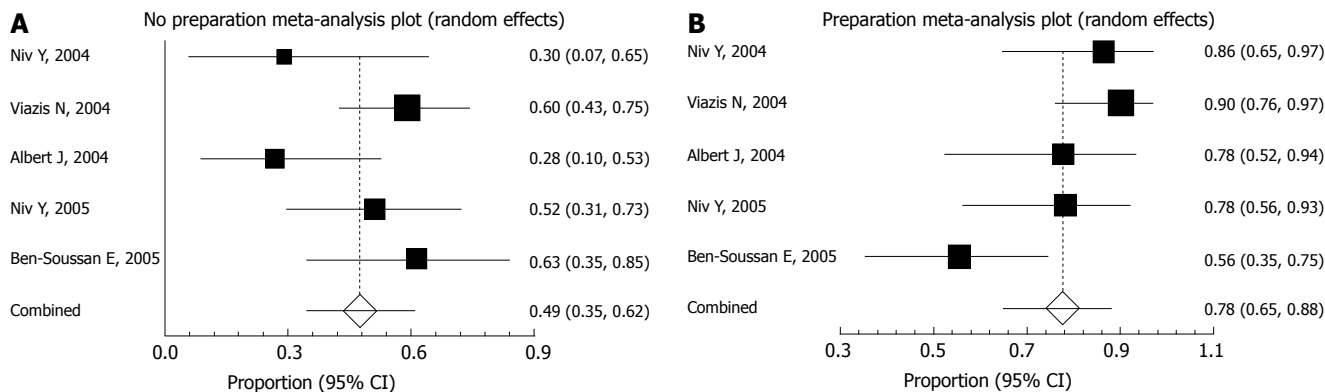 A
No preparation meta-analysis plot (random effects)
Niv Y, 2004 0.30 (0.07, 0.65)
Viazis N, 2004 0.60 (0.43, 0.75)
Albert J, 2004 0.28 (0.10, 0.53)
Niv Y, 2005 0.52 (0.31, 0.73)
Ben-Soussan E, 2005 0.63 (0.35, 0.85)
Combined 0.49 (0.35, 0.62)
0.0 0.3 0.6 0.9
Proportion (95% CI)
B
Preparation meta-analysis plot (random effects)
Niv Y, 2004 0.86 (0.65, 0.97)
Viazis N, 2004 0.90 (0.76, 0.97)
Albert J, 2004 0.78 (0.52, 0.94)
Niv Y, 2005 0.78 (0.56, 0.93)
Ben-Soussan E, 2005 0.56 (0.35, 0.75)
Combined 0.78 (0.65, 0.88)
0.3 0.5 0.7 0.9 1.1
Proportion (95% CI)